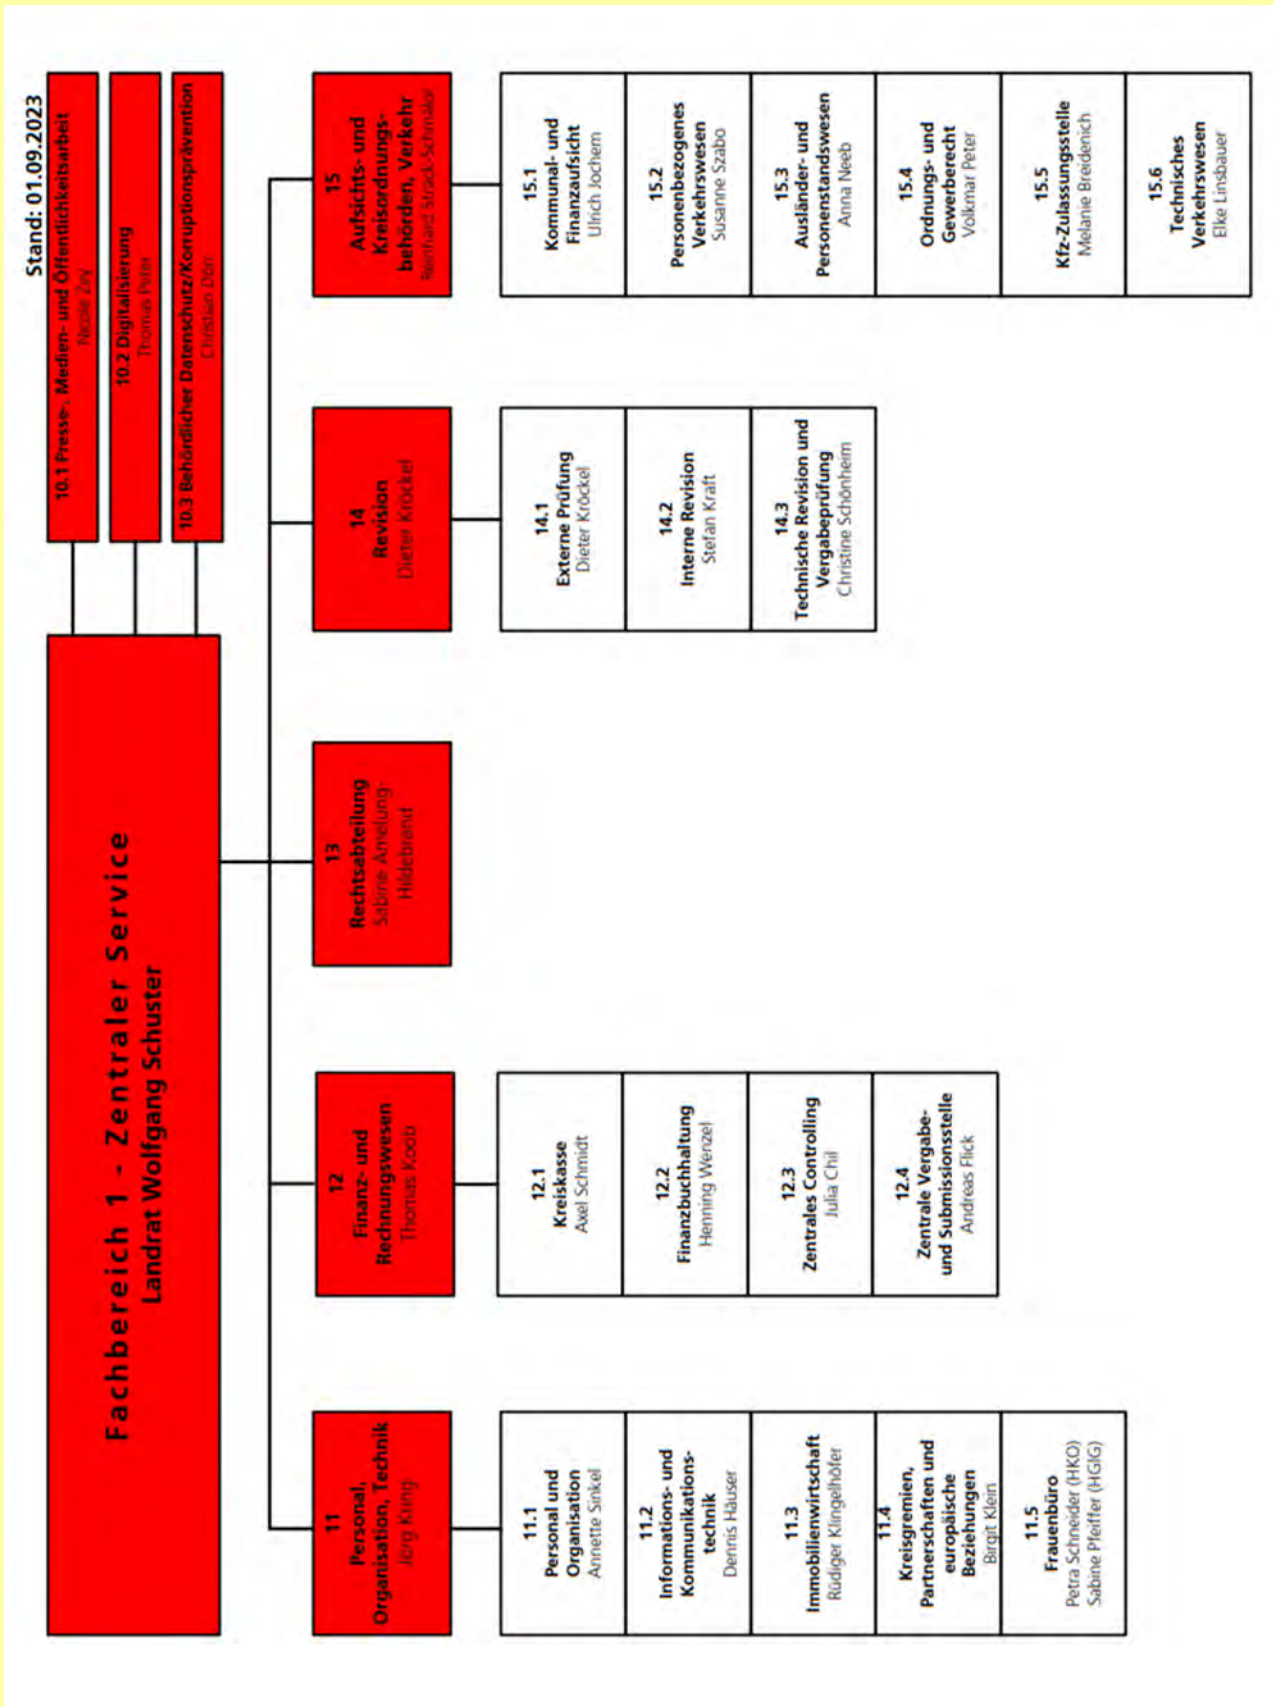 Stand: 01.09.2023
Fachbereich 1 - Zentraler Service
Landrat Wolfgang Schuster
10.1 Presse-, Medien- und Öffentlichkeitsarbeit
Nicole Zey
10.2 Digitalisierung
Thomas Peter
10.3 Behördlicher Datenschutz/Korruptionsprävention
Christian Dörr
11
Personal,
Organisation, Technik
Jörg Kring
11.1
Personal und
Organisation
Annette Sinkel
11.2
Informations- und
Kommunikations-
technik
Dennis Häuser
11.3
Immobilienwirtschaft
Rüdiger Klingelhöfer
11.4
Kreisgremien,
Partnerschaften und
europäische
Beziehungen
Birgit Klein
11.5
Frauenbüro
Petra Schneider (HKO)
Sabine Pfeiffer (HGlG)
12
Finanz- und
Rechnungswesen
Thomas Koob
12.1
Kreiskasse
Axel Schmidt
12.2
Finanzbuchhaltung
Henning Wenzel
12.3
Zentrales Controlling
Julia Chil
12.4
Zentrale Vergabe-
und Submissionsstelle
Andreas Flick
13
Rechtsabteilung
Sabine Amelung-
Hildebrand
14
Revision
Dieter Kröckel
14.1
Externe Prüfung
Dieter Kröckel
14.2
Interne Revision
Stefan Kraft
14.3
Technische Revision und
Vergabeprüfung
Christine Schönheim
15
Aufsichts- und
Kreisordnungs-
behörden, Verkehr
Reinhard Strack-Schmalor
15.1
Kommunal- und
Finanzaufsicht
Ulrich Jochem
15.2
Personenbezogenes
Verkehrswesen
Susanne Szabo
15.3
Ausländer- und
Personenstandswesen
Anna Neeb
15.4
Ordnungs- und
Gewerberecht
Volkmar Peter
15.5
Kfz-Zulassungsstelle
Melanie Breidenich
15.6
Technisches
Verkehrswesen
Elke Linsbauer